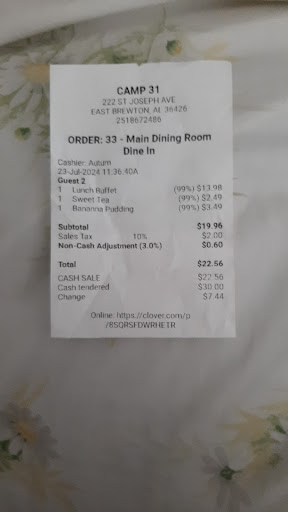 CAMP 31
222 ST JOSEPH AVE
EAST BREWTON, AL 36426
2518672486
ORDER: 33 - Main Dining Room
Dine In
Cashier: Autum
23-Jul-2024 11:36:40A
Guest 2
1 Lunch Buffet (99%) $13.98
1 Sweet Tea (99%) $2.49
1 Bananna Pudding (99%) $3.49
Subtotal $19.96
Sales Tax 10% $2.00
Non-Cash Adjustment (3.0%) $0.60
Total $22.56
CASH SALE $22.56
Cash tendered $30.00
Change $7.44
Online: https://clover.com/p
/8SQRSFDWRHETR